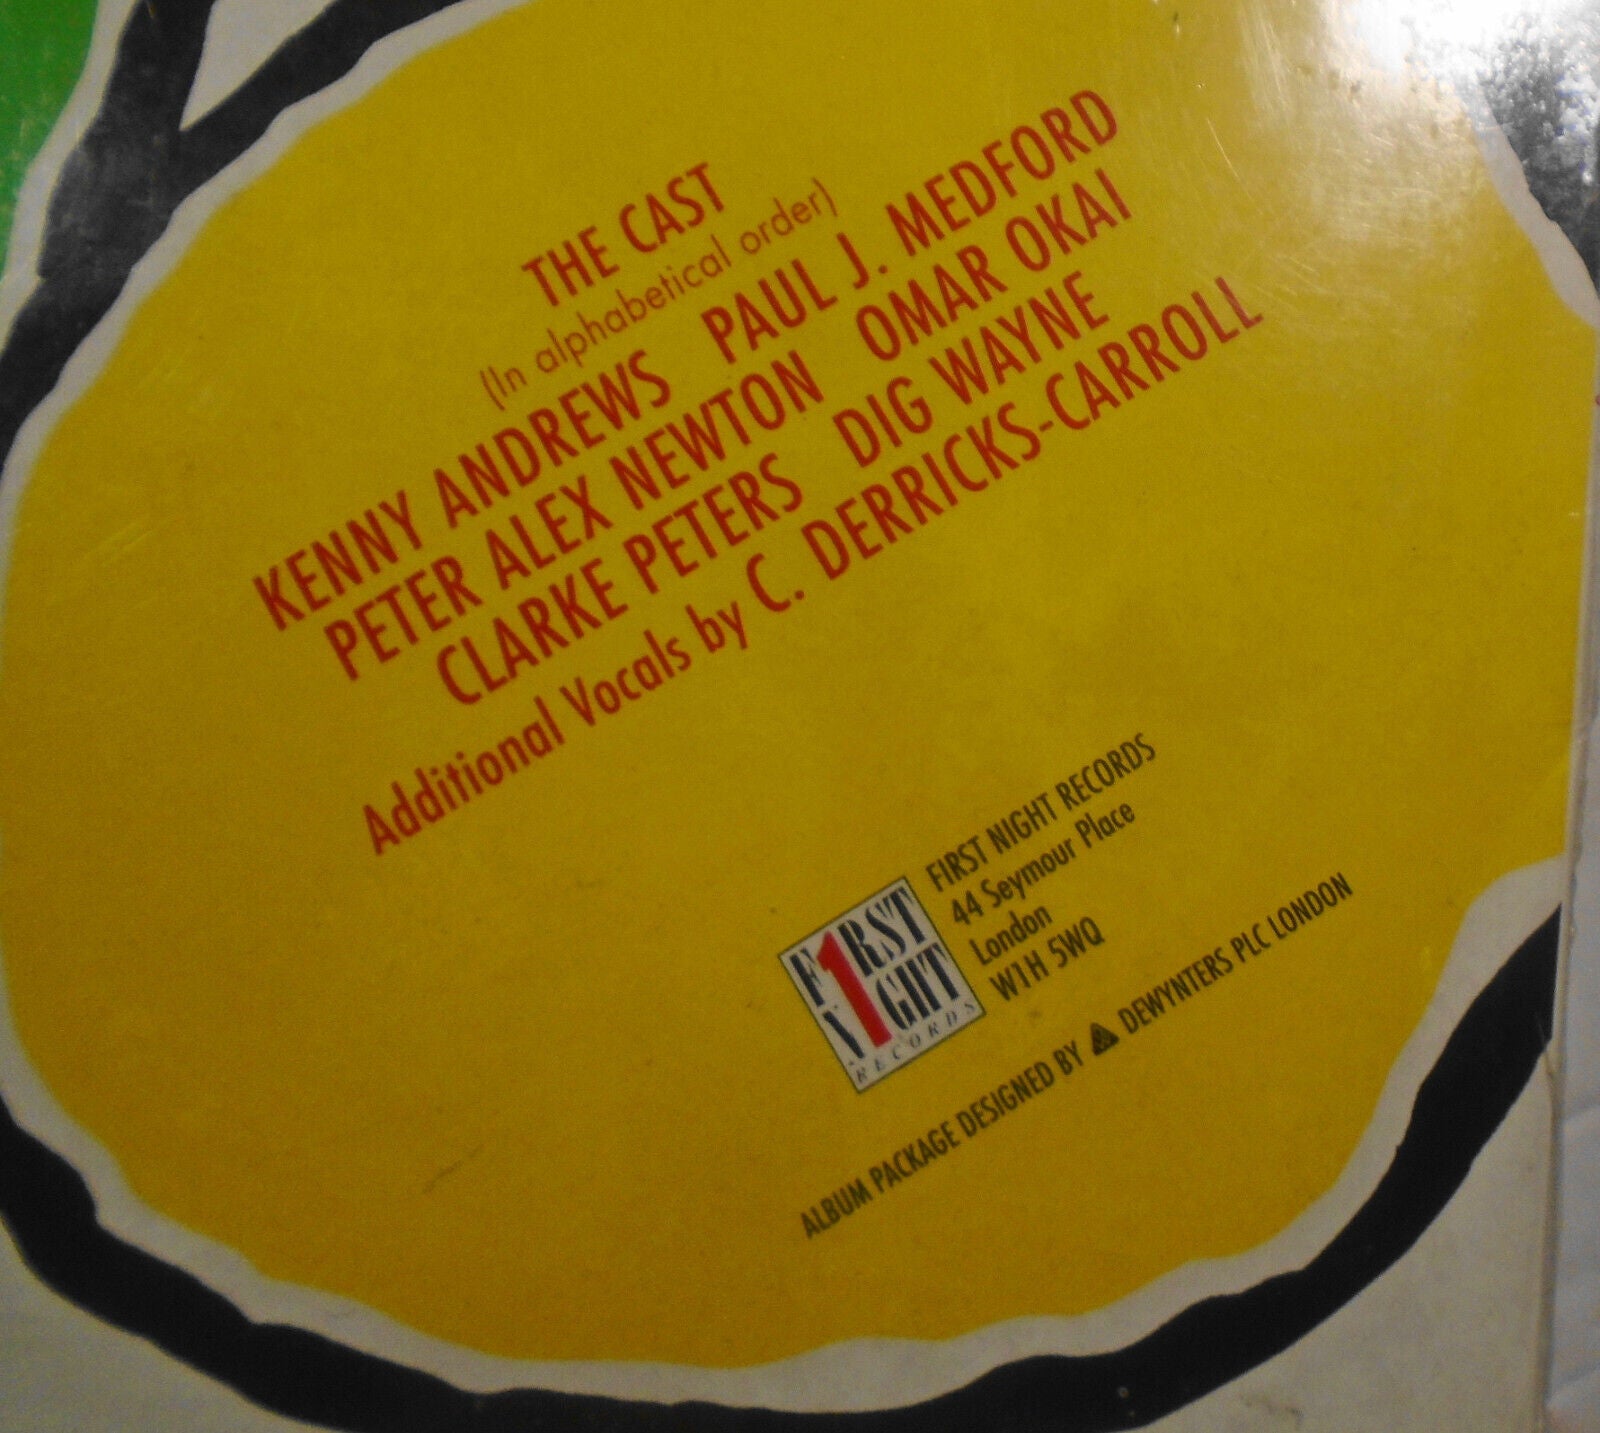 THE CAST
(In alphabetical order)
KENNY ANDREWS PAUL J. MEDFORD
PETER ALEX NEWTON OMAR OKAI
CLARKE PETERS DIG WAYNE
Additional Vocals by C. DERRICKS-CARROLL
F1RST
N1GHT
RECORDS
FIRST NIGHT RECORDS
44 Seymour Place
London
W1H 5WQ
ALBUM PACKAGE DESIGNED BY DEWYNTERS PLC LONDON